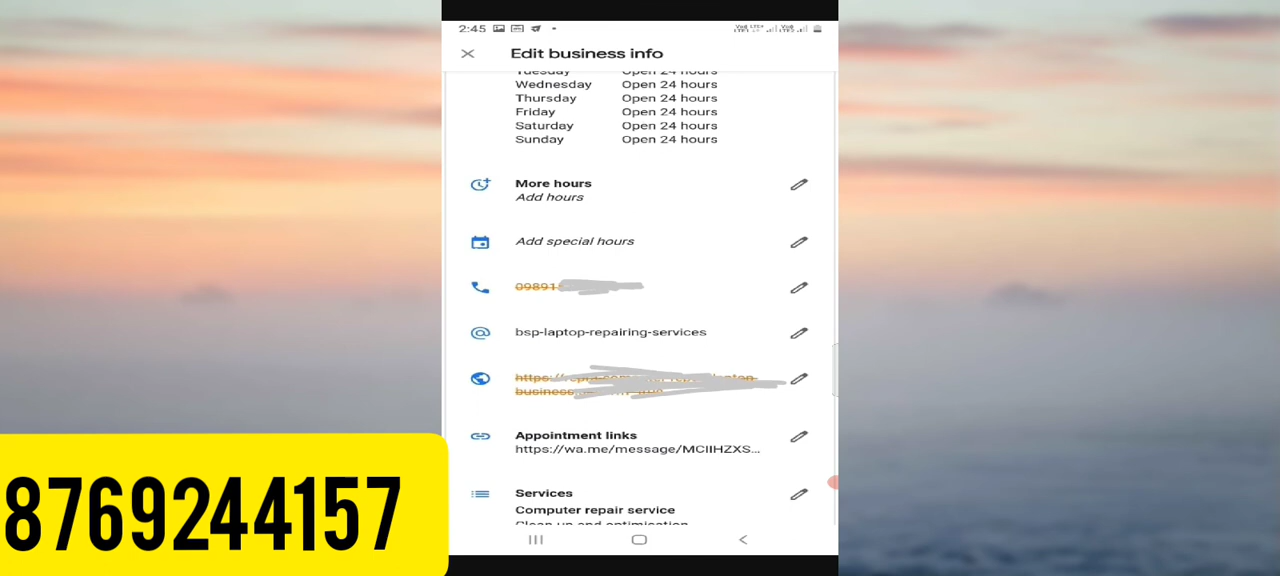 2:45
Edit business info
Tuesday Open 24 hours
Wednesday Open 24 hours
Thursday Open 24 hours
Friday Open 24 hours
Saturday Open 24 hours
Sunday Open 24 hours
More hours
Add hours
Add special hours
09891
bsp-laptop-repairing-services
https:/
business
Appointment links
https://wa.me/message/MCIIHZXS...
Services
Computer repair service
Clean up and optimisation
8769244157